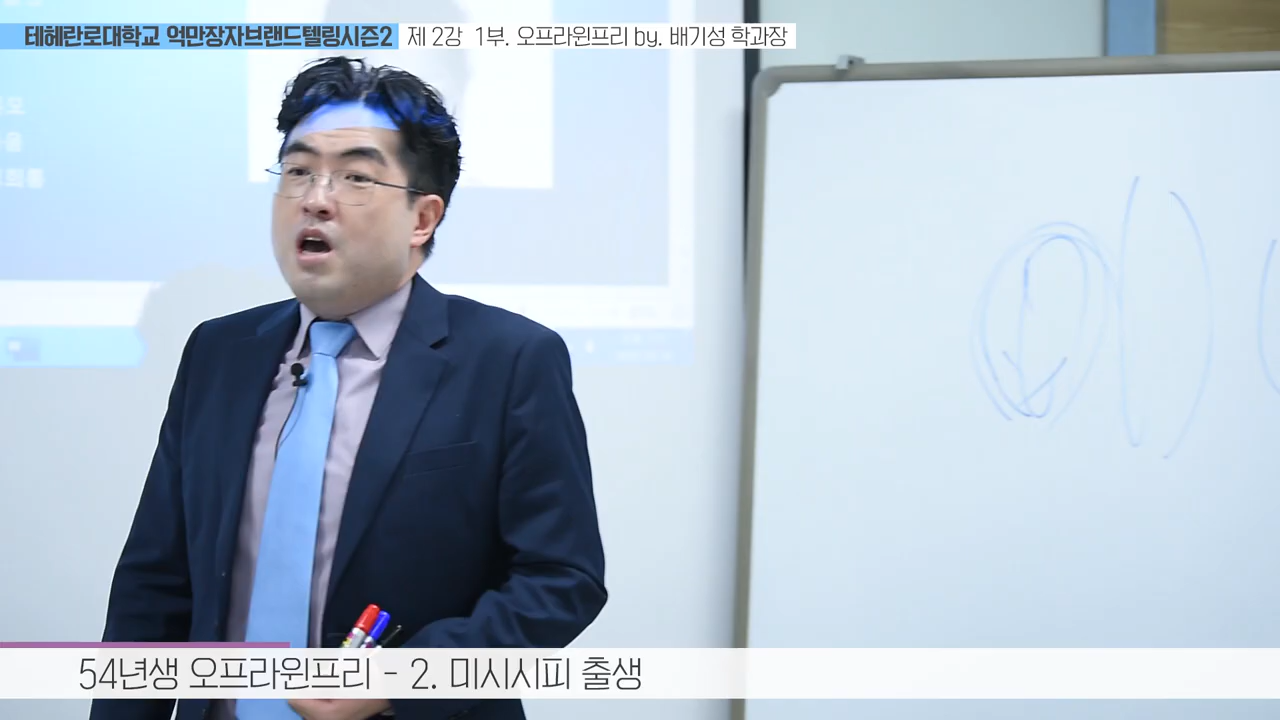 테헤란로대학교 억만장자브랜드텔링시즌2 제 2강 1부. 오프라윈프리 by. 배기성 학과장
54년생 오프라윈프리 - 2. 미시시피 출생